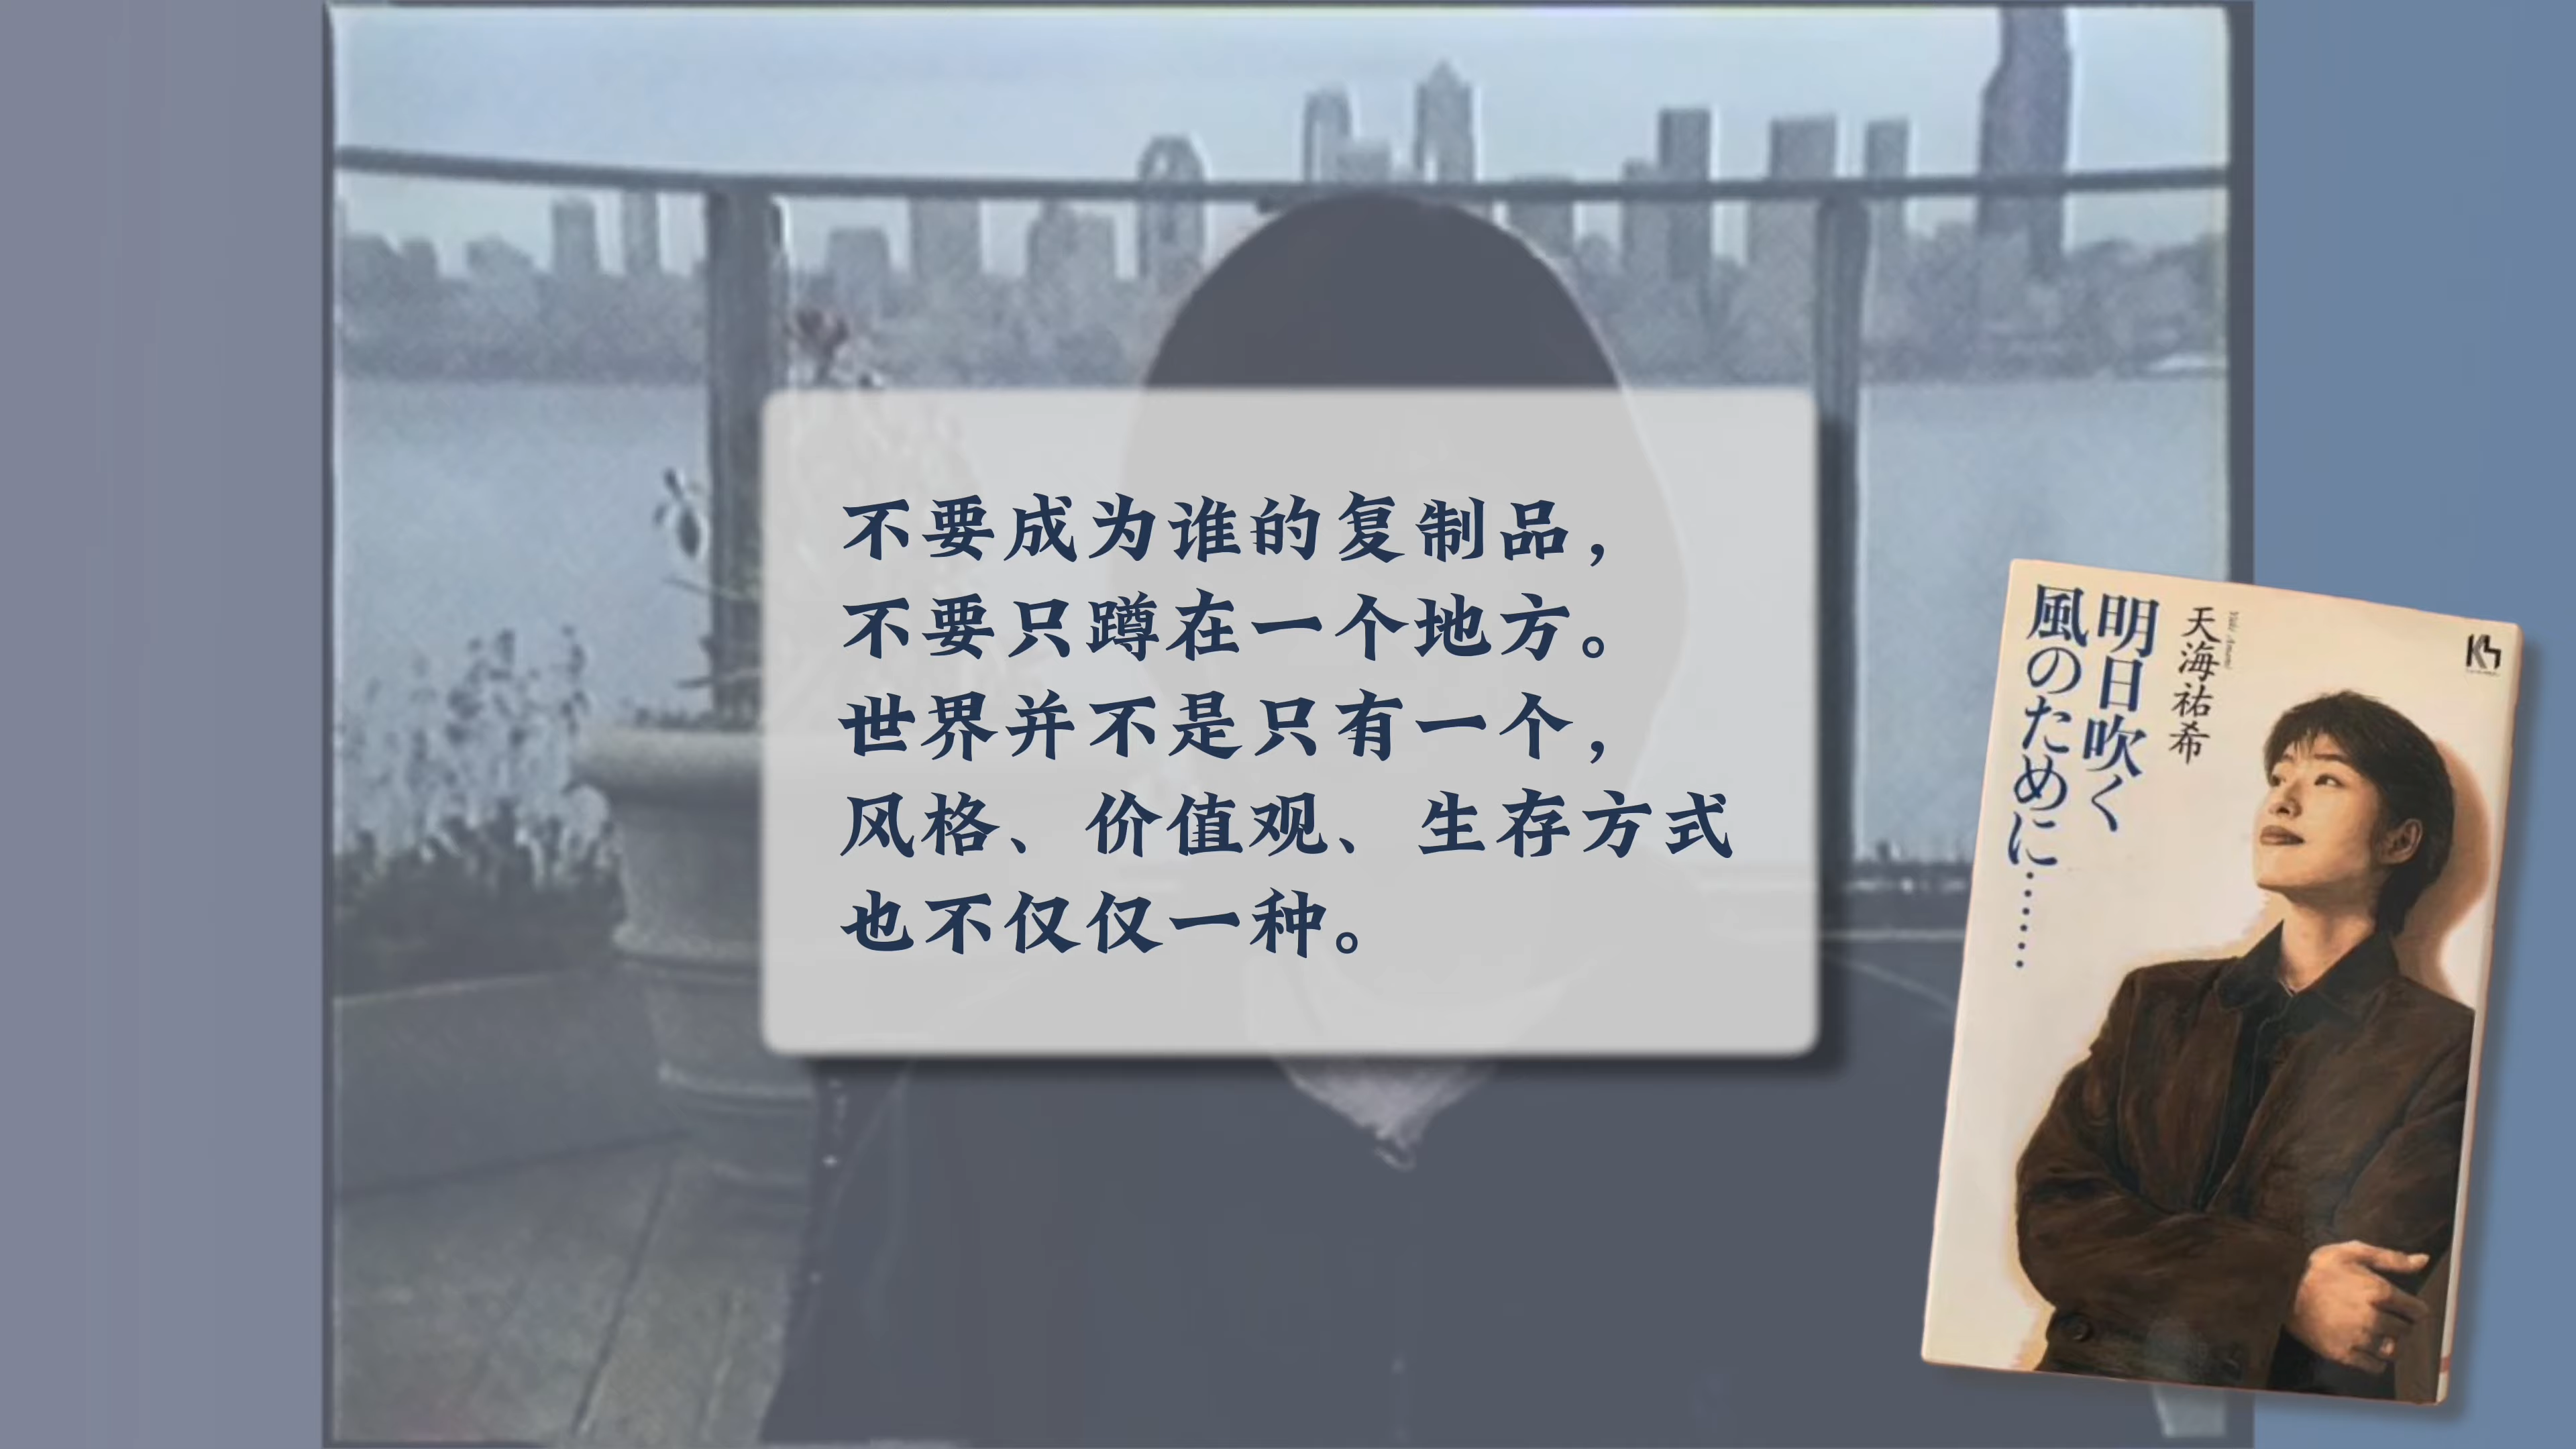 不要成为谁的复制品，
不要只蹲在一个地方。
世界并不是只有一个，
风格、价值观、生存方式
也不仅仅一种。
天海祐希
明日吹く
風のために……